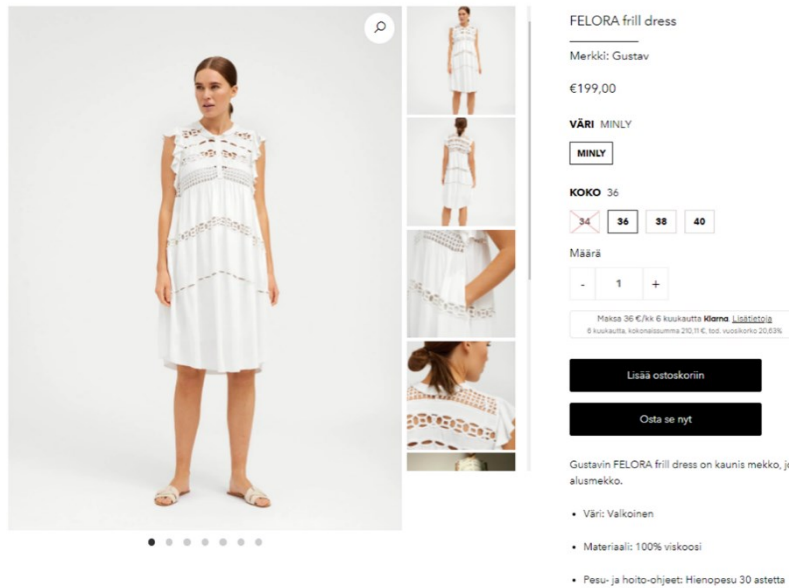 FELORA frill dress
Merkki: Gustav
€199,00
VÄRI MINLY
MINLY
KOKO 36
34 36 38 40
Määrä
- 1 +
Maksa 36 €/kk 6 kuukautta Klarna. Lisätietoja
6 kuukautta, kokonaissumma 210,11 €, tod. vuosikorko 20,63%
Lisää ostoskoriin
Osta se nyt
Gustavin FELORA frill dress on kaunis mekko,
alusmekko.
• Väri: Valkoinen
• Materiaali: 100% viskoosi
• Pesu- ja hoito-ohjeet: Hienopesu 30 astetta